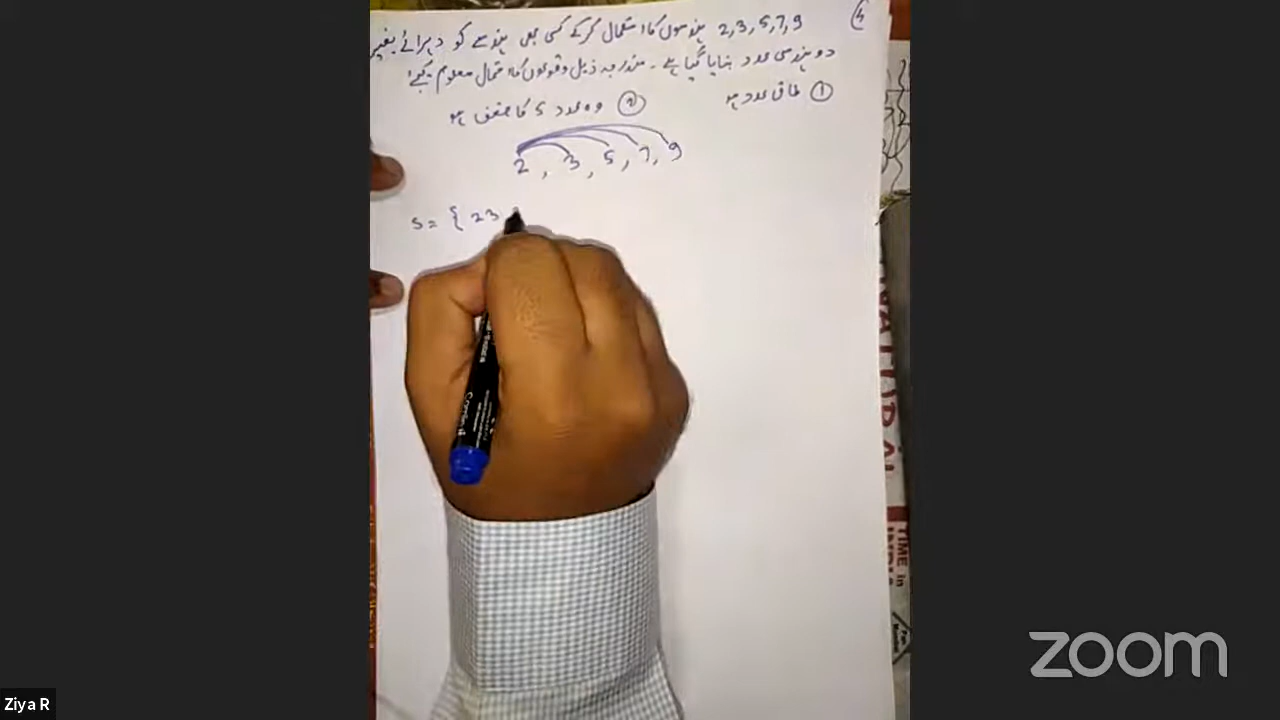 2,3,5,7,9 ہندسوں کا استعمال کرکے کسی بھی ہندسے کو دہرائے بغیر
دو ہندسی عدد بنایا گیا ہے۔ مندرجہ ذیل وقوعوں کا احتمال معلوم کیجئے
① طاق عدد ہو ② وہ عدد 5 کا ضعف ہو
2, 3, 5, 7, 9
S = { 23
zoom
Ziya R